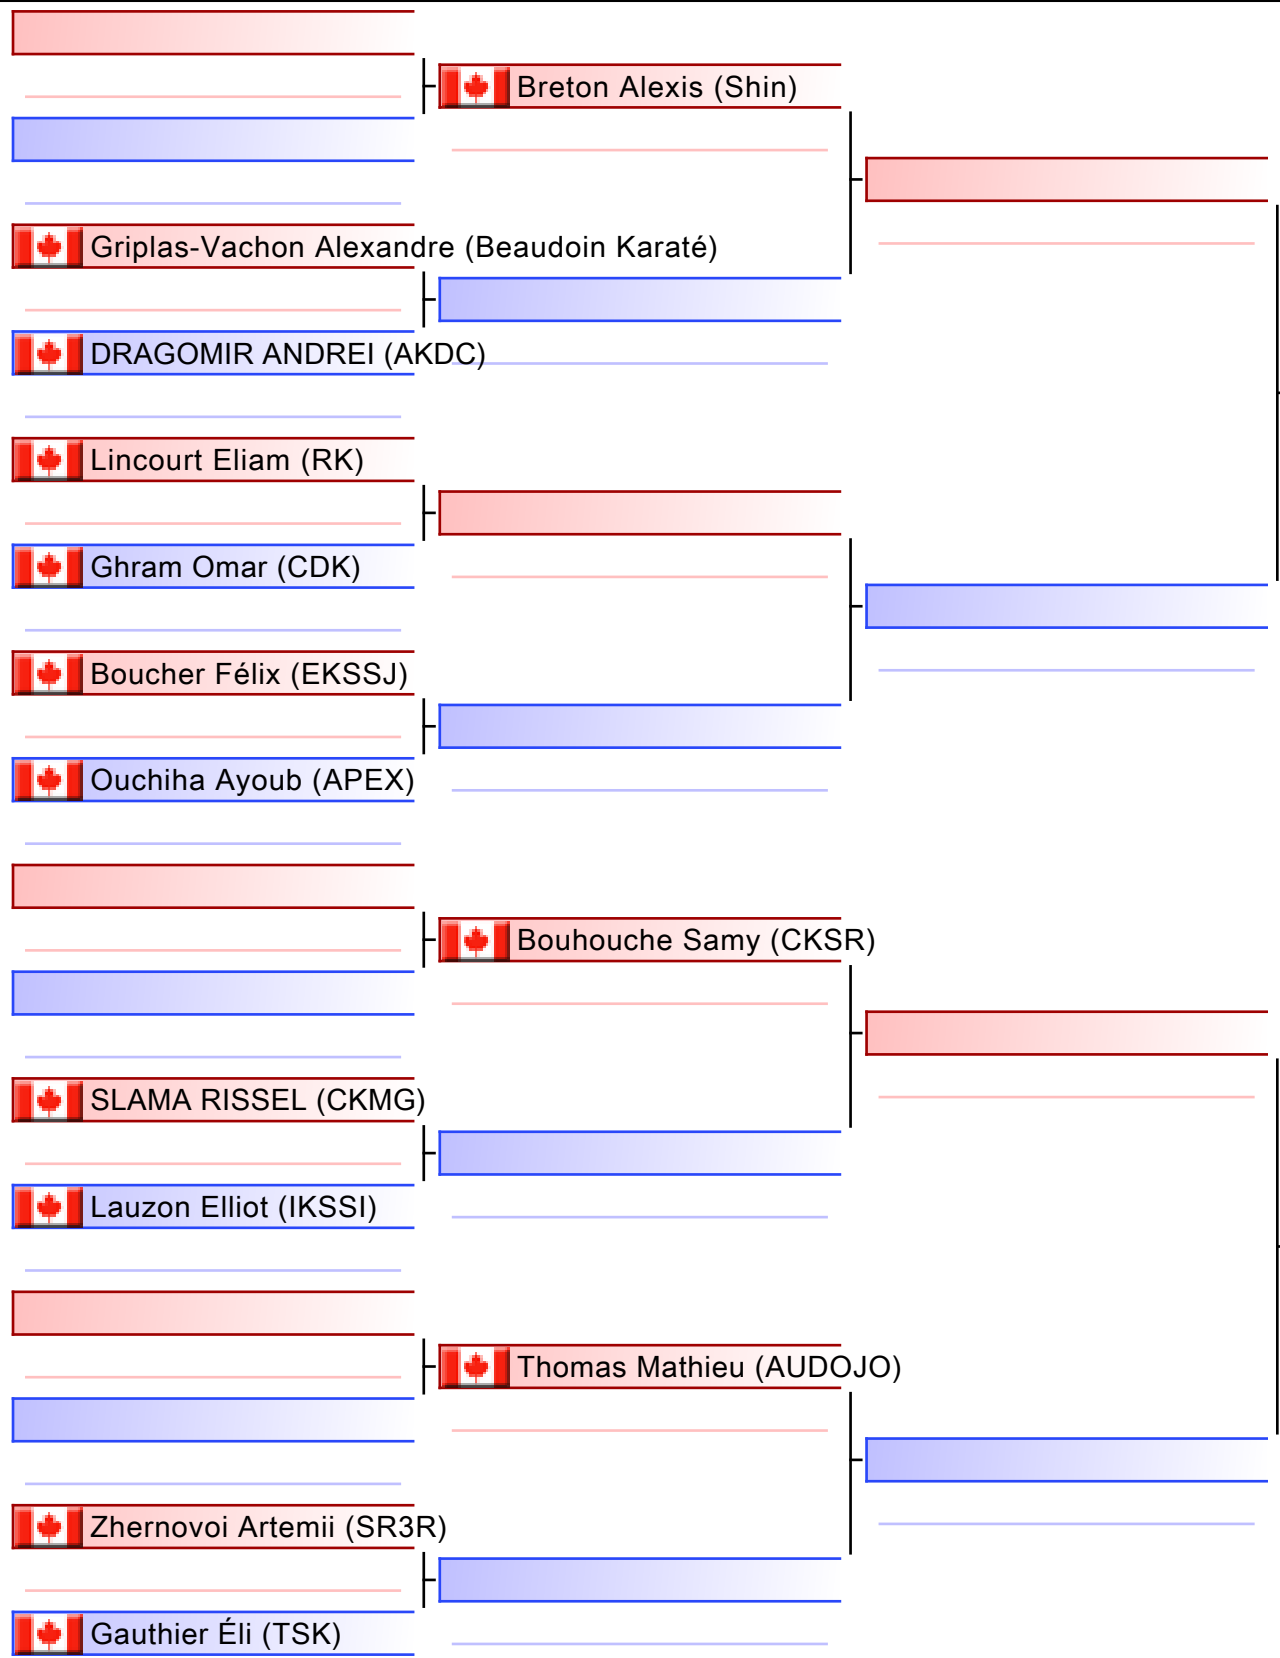 Breton Alexis (Shin)
Griplas-Vachon Alexandre (Beaudoin Karaté)
DRAGOMIR ANDREI (AKDC)
Lincourt Eliam (RK)
Ghram Omar (CDK)
Boucher Félix (EKSSJ)
Ouchiha Ayoub (APEX)
Bouhouche Samy (CKSR)
SLAMA RISSEL (CKMG)
Lauzon Elliot (IKSSI)
Thomas Mathieu (AUDOJO)
Zhernovoi Artemii (SR3R)
Gauthier Éli (TSK)